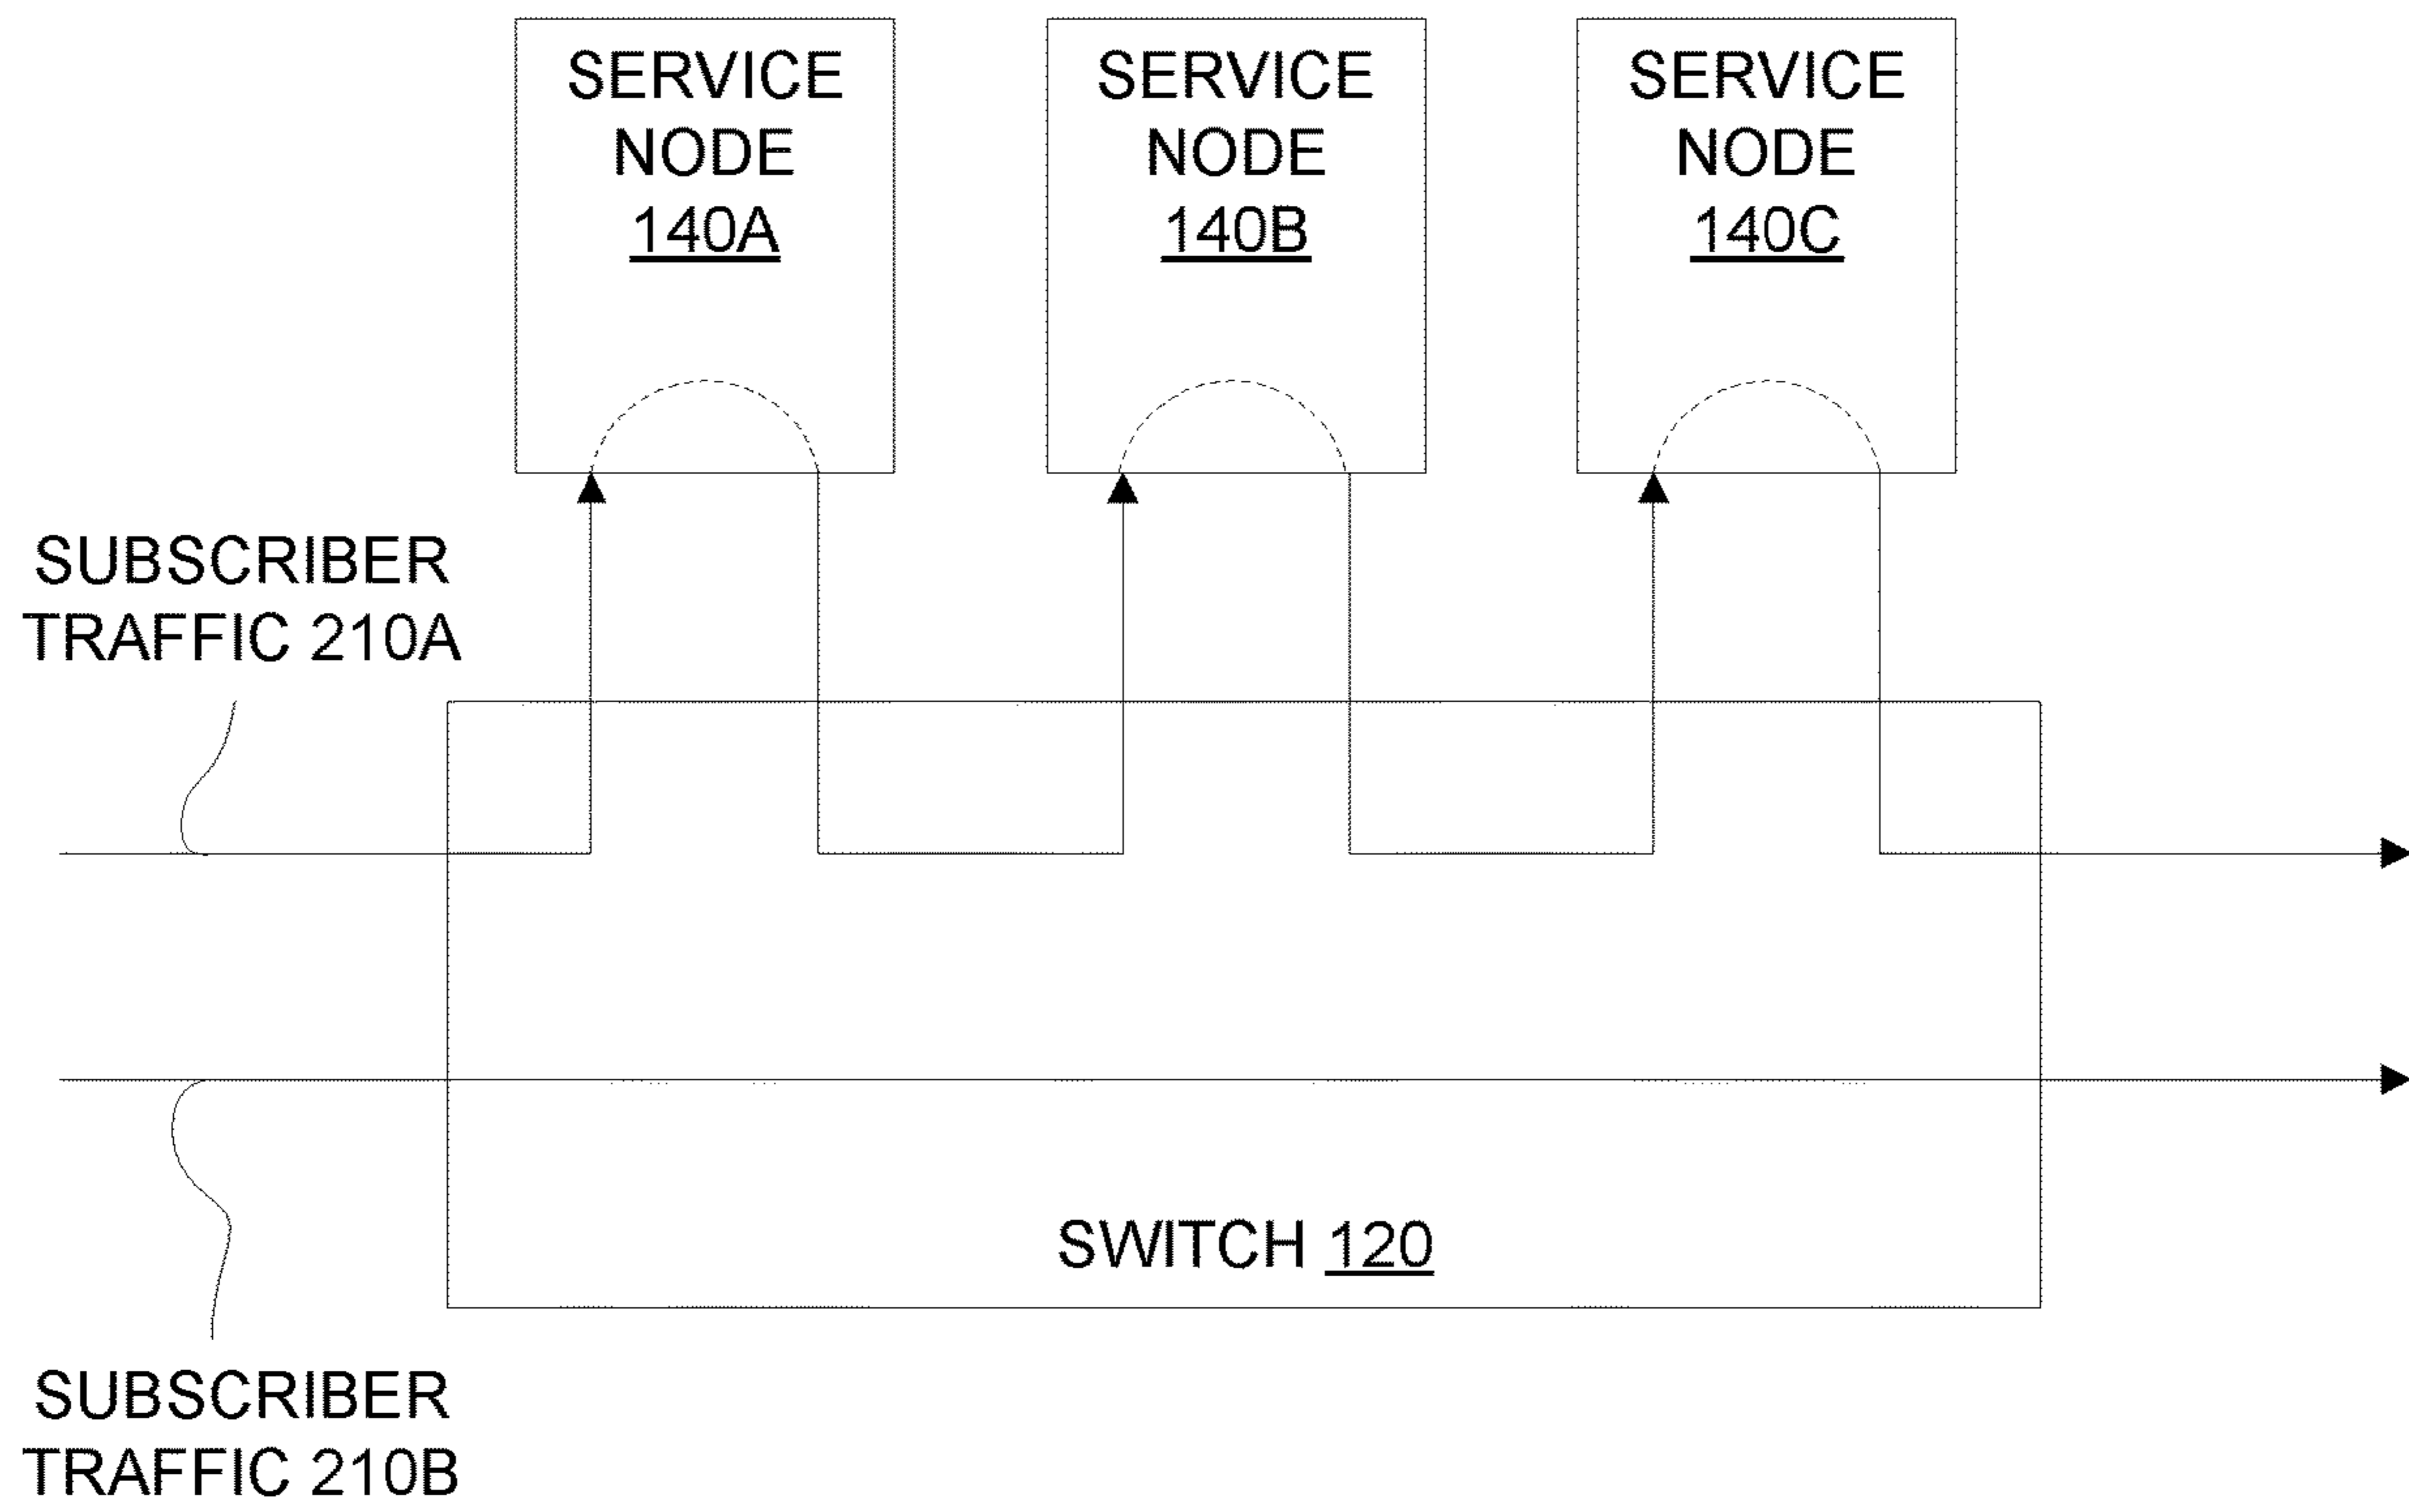 SERVICE
NODE
140A
SERVICE
NODE
140B
SERVICE
NODE
140C
SUBSCRIBER
TRAFFIC 210A
SWITCH 120
SUBSCRIBER
TRAFFIC 210B